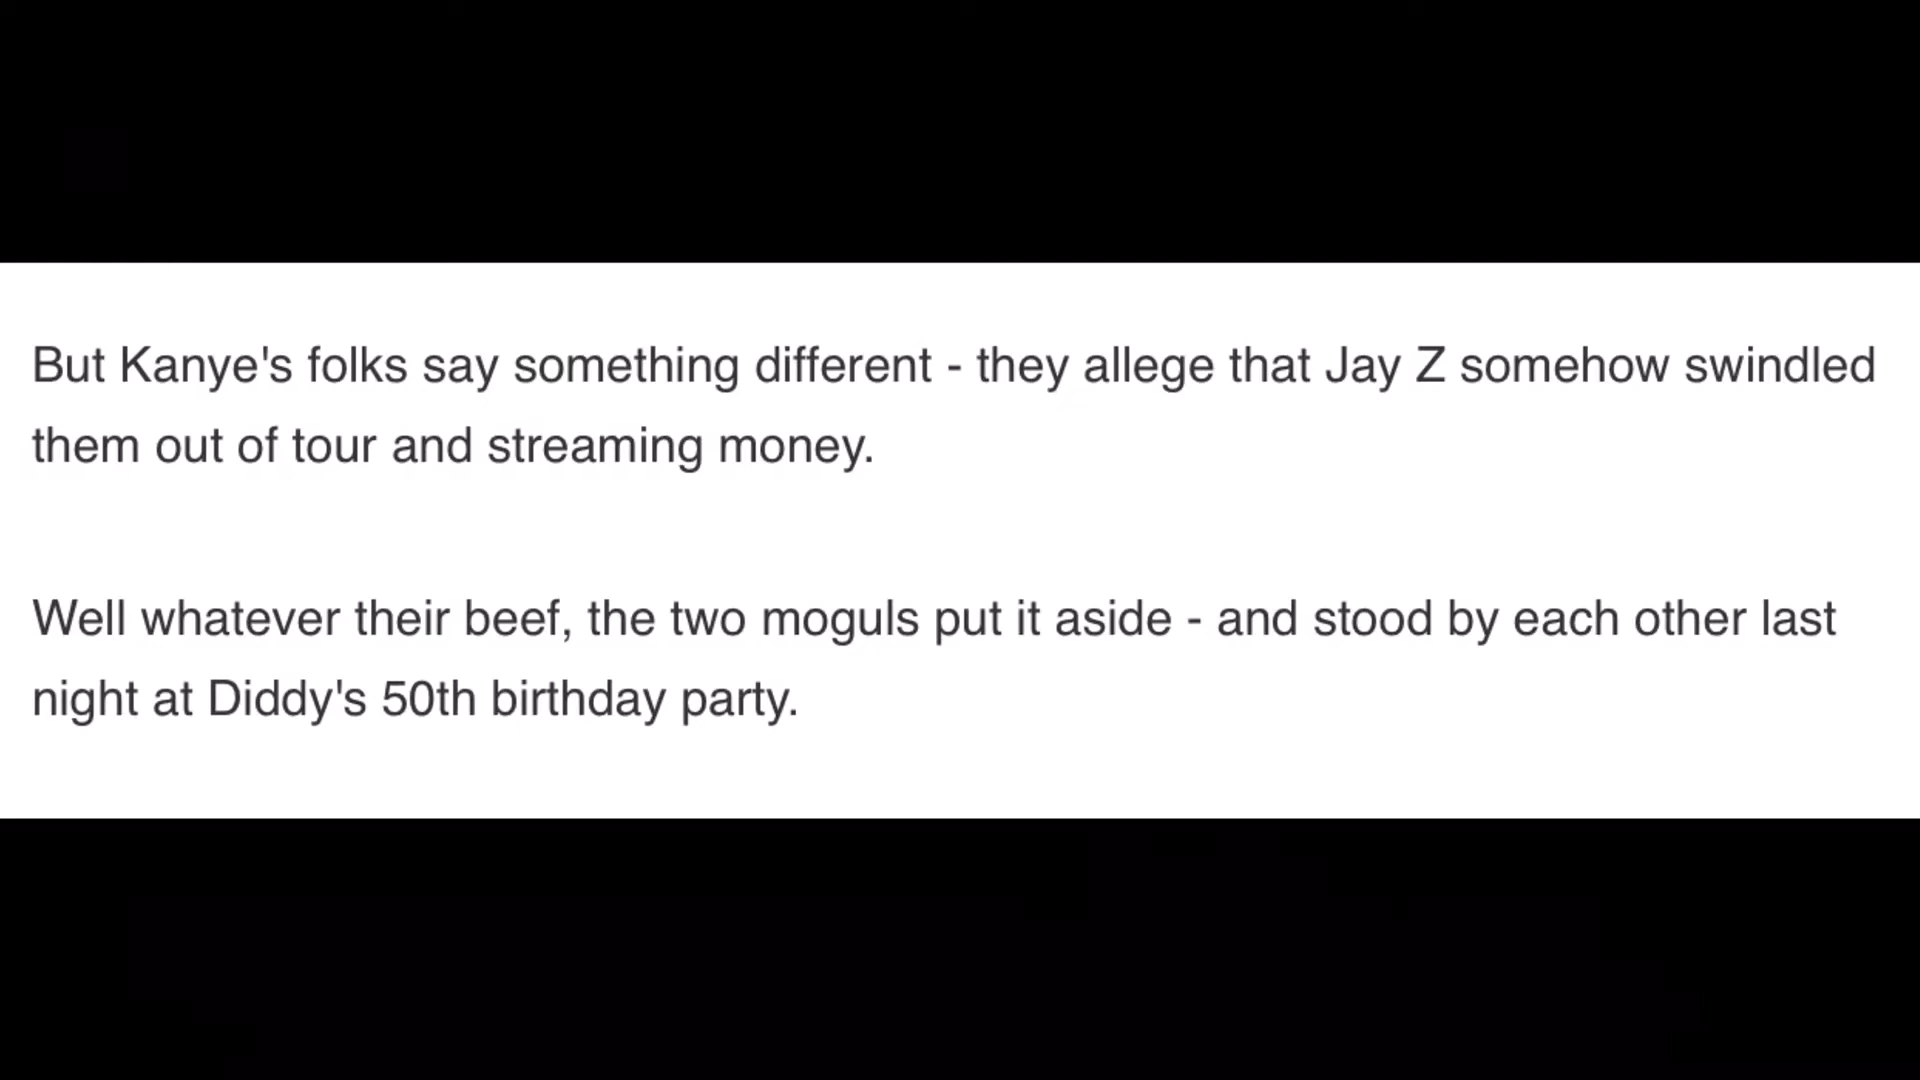 But Kanye's folks say something different - they allege that Jay Z somehow swindled
them out of tour and streaming money.
Well whatever their beef, the two moguls put it aside - and stood by each other last
night at Diddy's 50th birthday party.